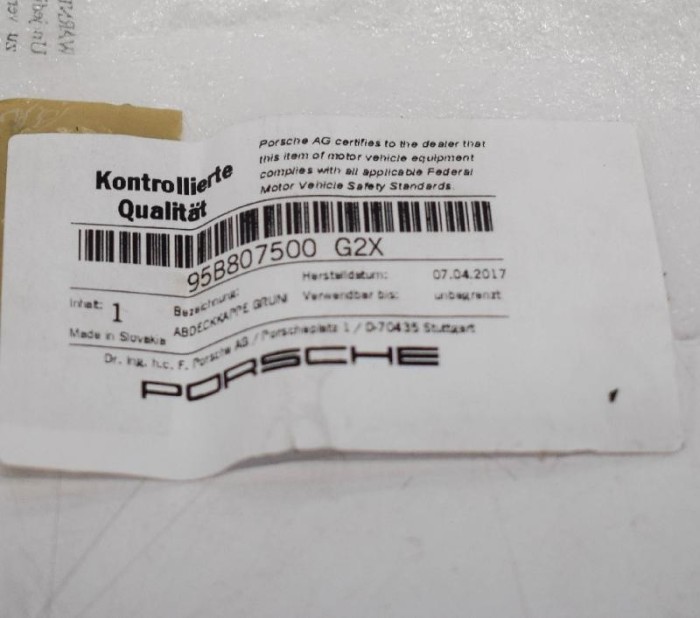 Kontrollierte
Qualität
Porsche AG certifies to the dealer that
this item of motor vehicle equipment
complies with all applicable Federal
Motor Vehicle Safety Standards.
95B807500 G2X
Inhalt: 1
Bezeichnung:
ABDECKKAPPE GRUNI
Herstelldatum: 07.04.2017
Verwendbar bis: unbegrenzt
Made in Slovakia
Dr. Ing. h.c. F. Porsche AG / Porscheplatz 1 / D-70435 Stuttgart
PORSCHE